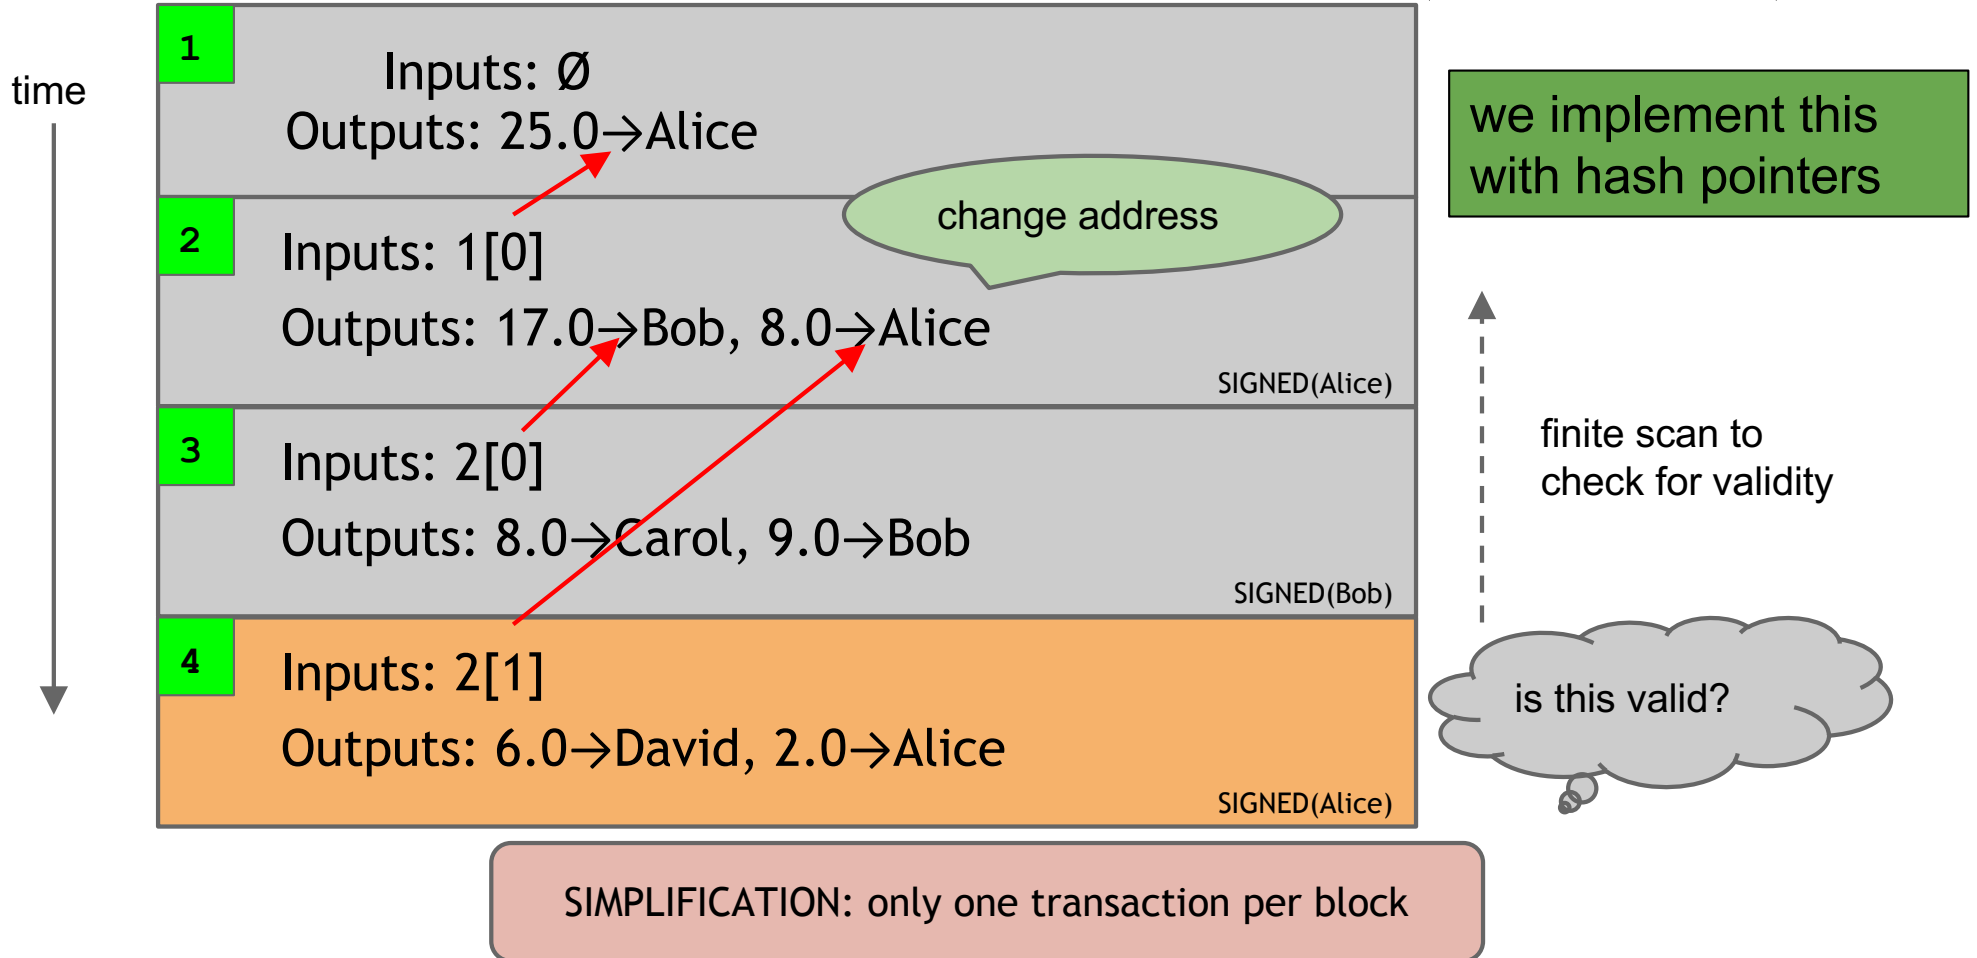 time
1
Inputs: Ø
Outputs: 25.0→Alice
we implement this
with hash pointers
change address
2
Inputs: 1[0]
Outputs: 17.0→Bob, 8.0→Alice
SIGNED(Alice)
3
Inputs: 2[0]
Outputs: 8.0→Carol, 9.0→Bob
SIGNED(Bob)
finite scan to
check for validity
4
Inputs: 2[1]
Outputs: 6.0→David, 2.0→Alice
SIGNED(Alice)
is this valid?
SIMPLIFICATION: only one transaction per block